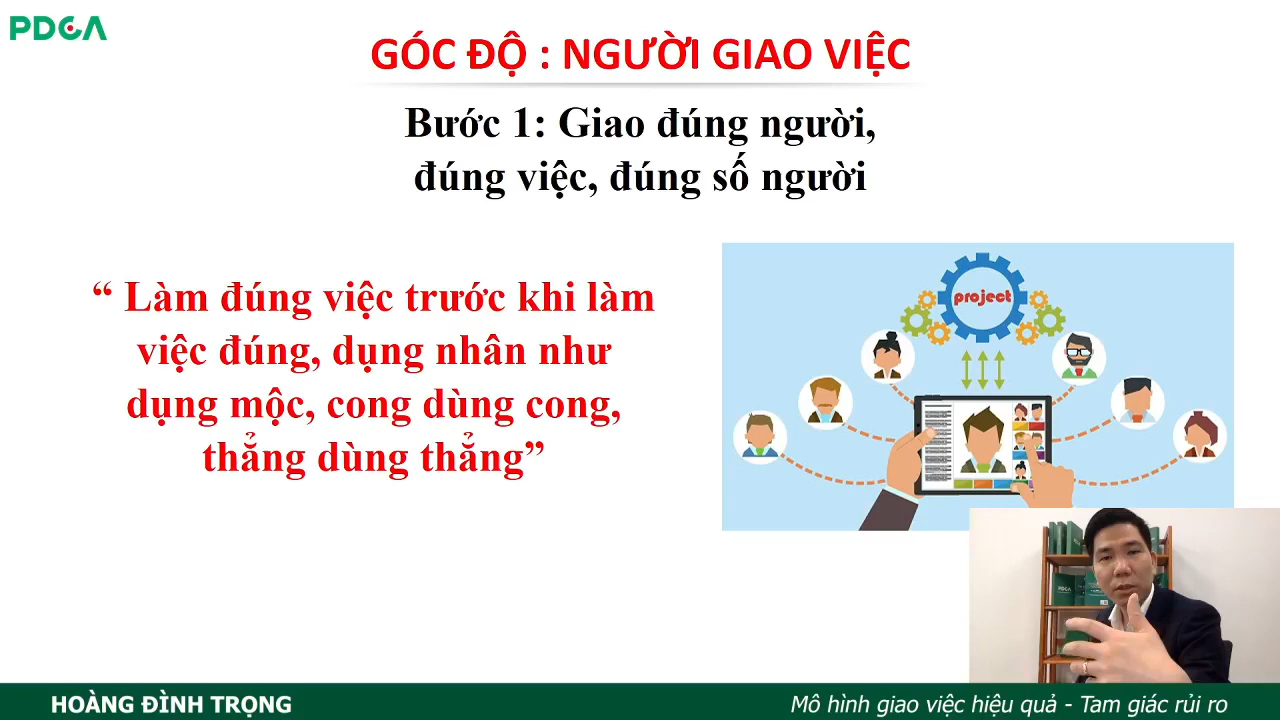 PDCA
GÓC ĐỘ : NGƯỜI GIAO VIỆC
Bước 1: Giao đúng người,
đúng việc, đúng số người
“ Làm đúng việc trước khi làm
việc đúng, dụng nhân như
dụng mộc, cong dùng cong,
thẳng dùng thẳng”
project
HOÀNG ĐÌNH TRỌNG
Mô hình giao việc hiệu quả - Tam giác rủi ro